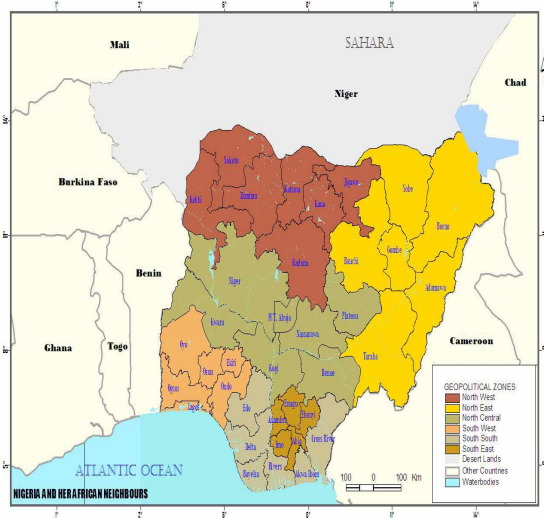 SAHARA
Mali
Niger
Chad
Burkina Faso
Benin
Ghana
Togo
Cameroon
Sokoto
Zamfara
Katsina
Kano
Jigawa
Kebbi
Kaduna
Yobe
Borno
Bauchi
Gombe
Adamawa
Niger
Kwara
F.C.T. Abuja
Nassarawa
Plateau
Taraba
Kogi
Benue
Oyo
Osun
Ekiti
Ogun
Ondo
Lagos
Edo
Enugu
Anambra
Ebonyi
Imo
Abia
Cross River
Delta
Rivers
Bayelsa
Akwa Ibom
ATLANTIC OCEAN
NIGERIA AND HER AFRICAN NEIGHBOURS
100 0 100 Km
GEOPOLITICAL ZONES
North West
North East
North Central
South West
South South
South East
Desert Lands
Other Countries
Waterbodies